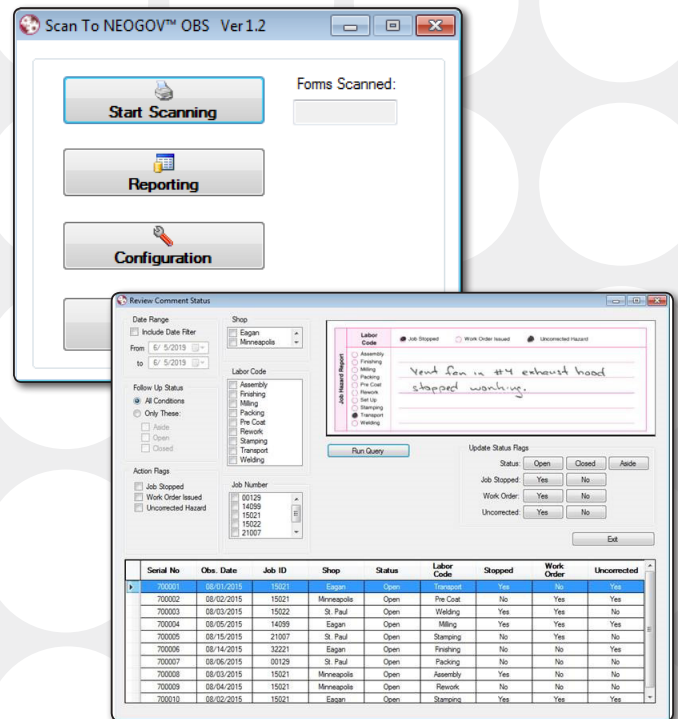 Scan To NEOGOV™ OBS Ver 1.2
Start Scanning
Forms Scanned:
Reporting
Configuration
Review Comment Status
Date Range
Include Date Filter
From 6/ 5/2019
to 6/ 5/2019
Follow Up Status
All Conditions
Only These:
Aside
Open
Closed
Action Flags
Job Stopped
Work Order Issued
Uncorrected Hazard
Shop
Eagan
Minneapolis
Labor Code
Assembly
Finishing
Milling
Packing
Pre Coat
Rework
Stamping
Transport
Welding
Job Number
00129
14099
15021
15022
21007
Job Hazard Report
Labor Code
Assembly
Finishing
Milling
Packing
Pre Coat
Rework
Set Up
Stamping
Transport
Welding
Job Stopped Work Order Issued Uncorrected Hazard
Vent fan in #4 exhaust hood
stopped working.
Run Query
Update Status Flags
Status: Open Closed Aside
Job Stopped: Yes No
Work Order: Yes No
Uncorrected: Yes No
Exit
Serial No Obs. Date Job ID Shop Status Labor Code Stopped Work Order Uncorrected
700001 08/01/2015 15021 Eagan Open Transport Yes No Yes
700002 08/02/2015 15021 Minneapolis Open Pre Coat No Yes Yes
700003 08/03/2015 15022 St. Paul Open Welding No Yes No
700004 08/05/2015 14099 Eagan Open Milling Yes No Yes
700005 08/15/2015 21007 St. Paul Open Stamping No Yes No
700006 08/14/2015 32221 Eagan Open Finishing No Yes Yes
700007 08/06/2015 00129 St. Paul Open Packing No Yes No
700008 08/03/2015 15021 Minneapolis Open Assembly Yes Yes No
700009 08/04/2015 15021 Minneapolis Open Rework No Yes No
700010 08/02/2015 15021 Eagan Open Stamping Yes Yes Yes